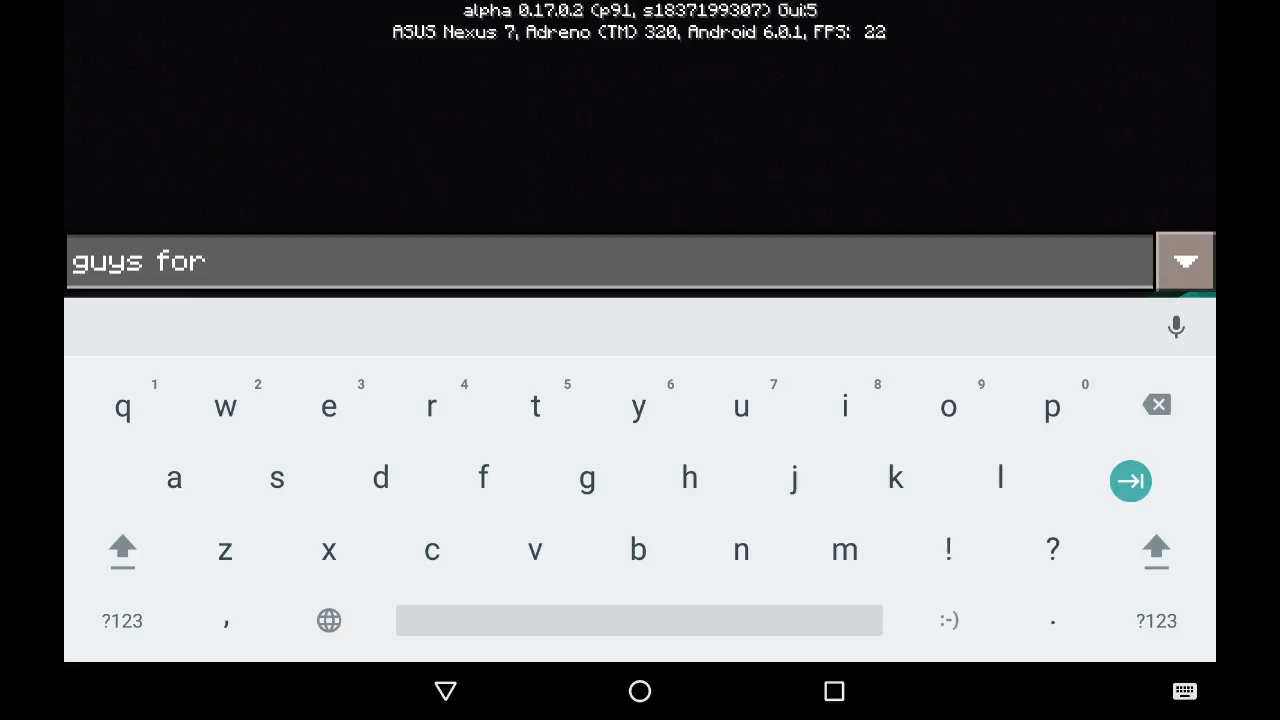 alpha 0.17.0.2 (p91, s1837199307) Gui:5
ASUS Nexus 7, Adreno (TM) 320, Android 6.0.1, FPS: 22
guys for
1 2 3 4 5 6 7 8 9 0
q w e r t y u i o p
a s d f g h j k l
z x c v b n m ! ?
?123 , :-) . ?123